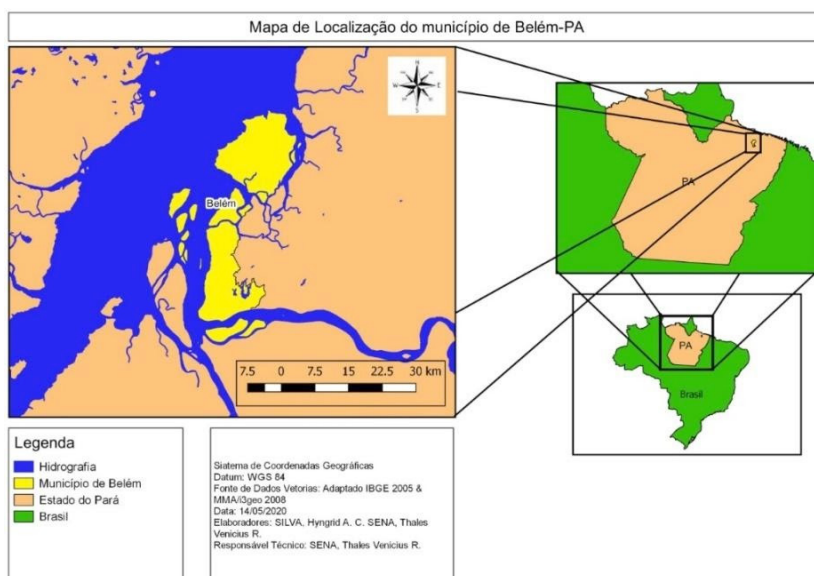 Mapa de Localização do município de Belém-PA
N
W
E
S
Belém
7.5 0 7.5 15 22.5 30 km
PA
PA
Brasil
Legenda
Hidrografia
Município de Belém
Estado do Pará
Brasil
Siatema de Coordenadas Geográficas
Datum: WGS 84
Fonte de Dados Vetorias: Adaptado IBGE 2005 &
MMA/i3geo 2008
Data: 14/05/2020
Elaboradores: SILVA, Hyngrid A. C. SENA, Thales
Venicius R.
Responsável Técnico: SENA, Thales Venicius R.